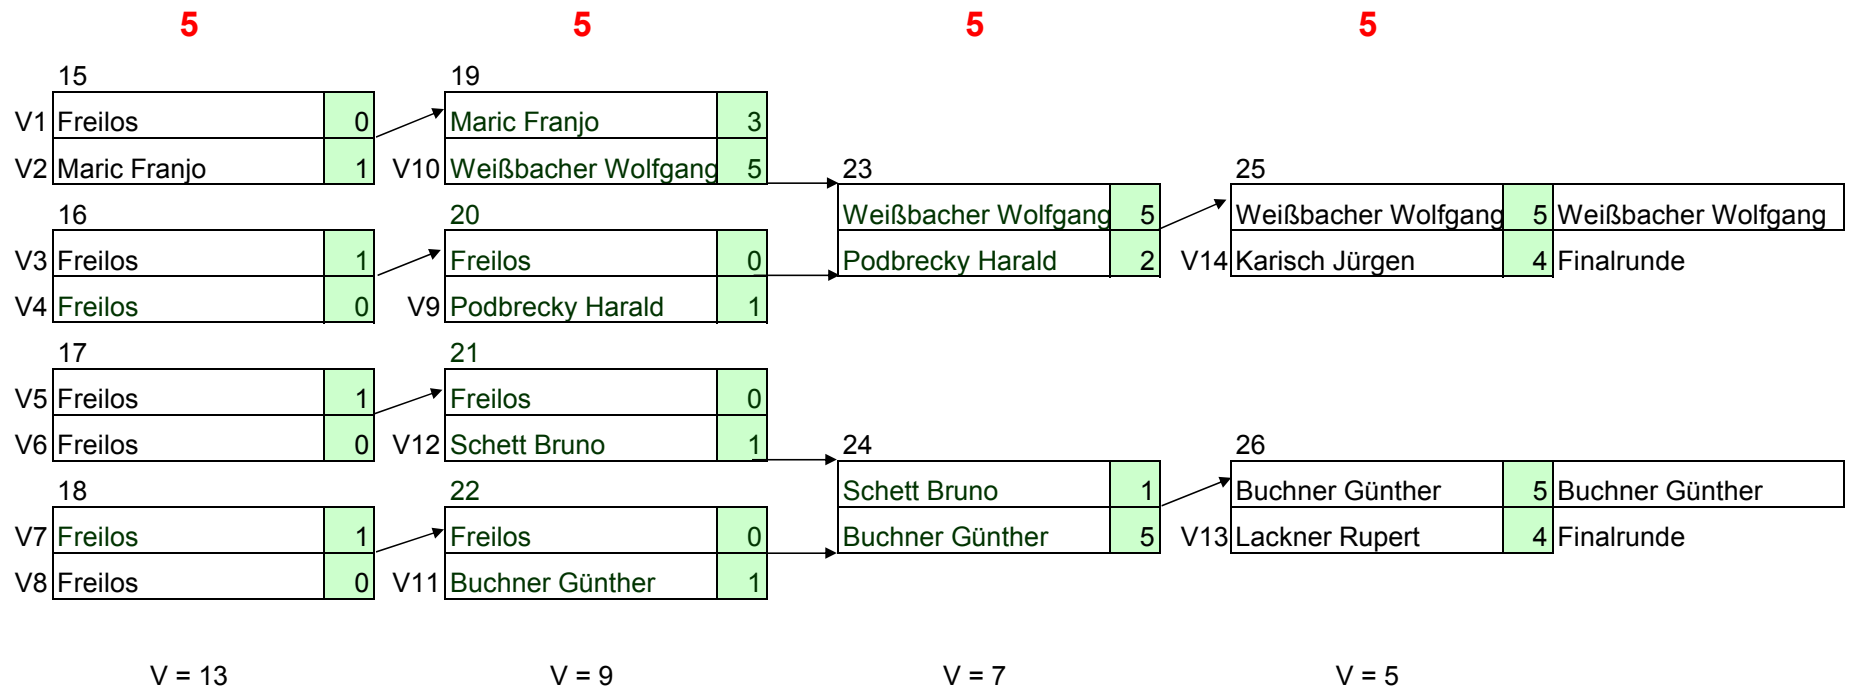 5 5 5 5
15 19
V1 Freilos 0 Maric Franjo 3
V2 Maric Franjo 1 V10 Weißbacher Wolfgang 5 23 25
16 20 Weißbacher Wolfgang 5 Weißbacher Wolfgang 5 Weißbacher Wolfgang
V3 Freilos 1 Freilos 0 Podbrecky Harald 2 V14 Karisch Jürgen 4 Finalrunde
V4 Freilos 0 V9 Podbrecky Harald 1
17 21
V5 Freilos 1 Freilos 0
V6 Freilos 0 V12 Schett Bruno 1 24 26
18 22 Schett Bruno 1 Buchner Günther 5 Buchner Günther
V7 Freilos 1 Freilos 0 Buchner Günther 5 V13 Lackner Rupert 4 Finalrunde
V8 Freilos 0 V11 Buchner Günther 1
V = 13 V = 9 V = 7 V = 5